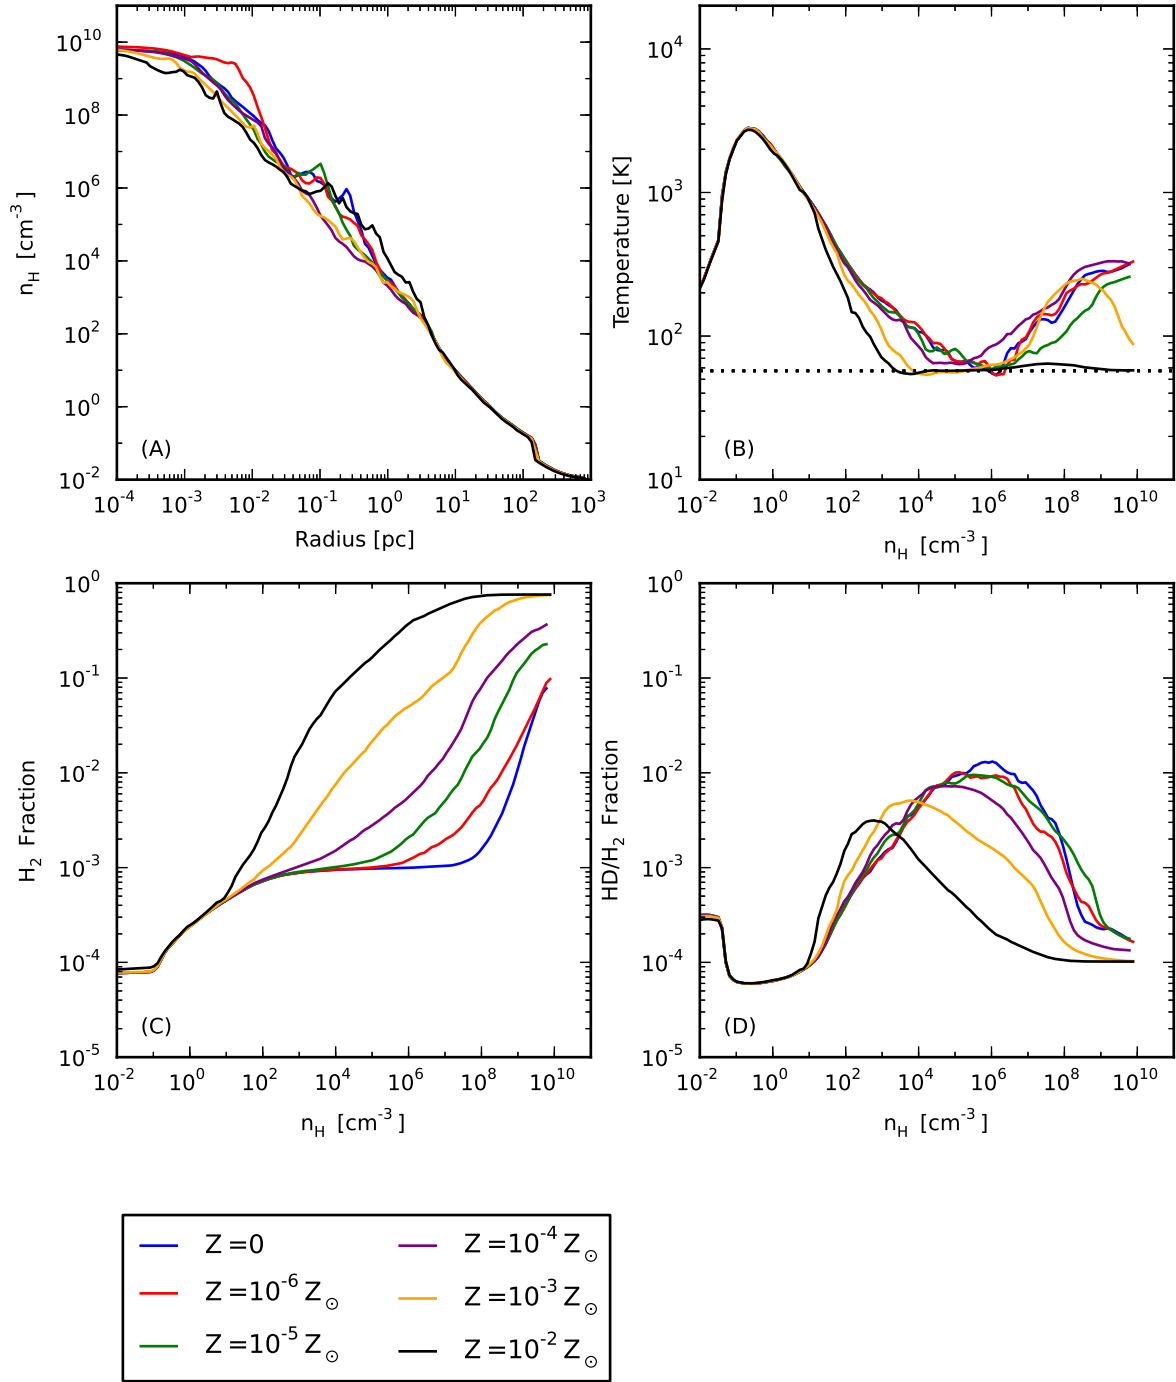 10^10
10^8
10^6
10^4
10^2
10^0
10^-2
n_H [cm^-3]
(A)
10^-4 10^-3 10^-2 10^-1 10^0 10^1 10^2 10^3
Radius [pc]
10^4
10^3
10^2
10^1
Temperature [K]
(B)
10^-2 10^0 10^2 10^4 10^6 10^8 10^10
n_H [cm^-3]
10^0
10^-1
10^-2
10^-3
10^-4
10^-5
H_2 Fraction
(C)
10^-2 10^0 10^2 10^4 10^6 10^8 10^10
n_H [cm^-3]
10^0
10^-1
10^-2
10^-3
10^-4
10^-5
HD/H_2 Fraction
(D)
10^-2 10^0 10^2 10^4 10^6 10^8 10^10
n_H [cm^-3]
Z=0
Z=10^-6 Z_⊙
Z=10^-5 Z_⊙
Z=10^-4 Z_⊙
Z=10^-3 Z_⊙
Z=10^-2 Z_⊙